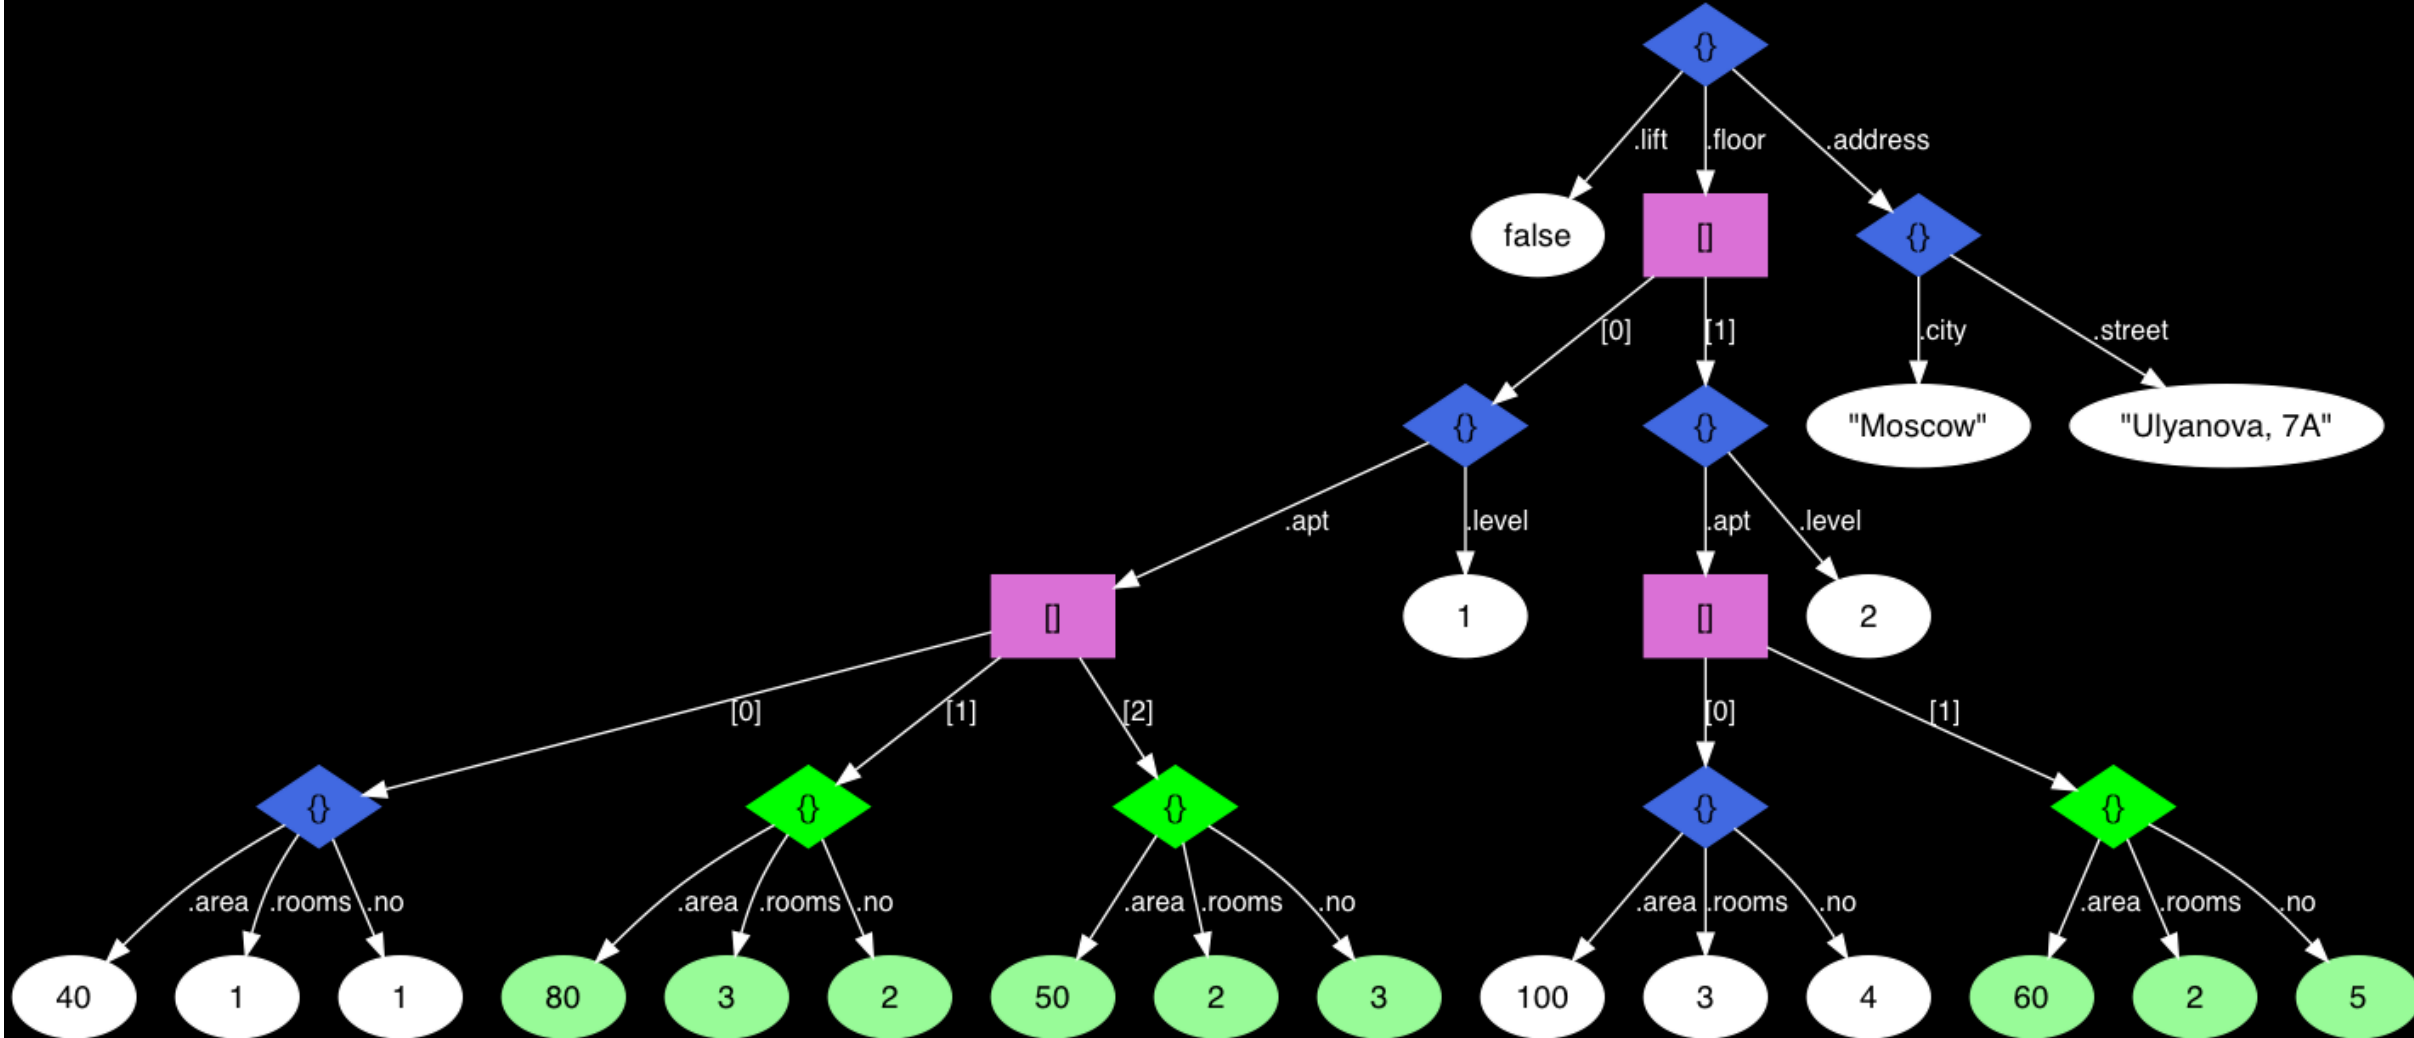 {}
.lift .floor .address
false [] {}
[0] [1] .city .street
{} {} "Moscow" "Ulyanova, 7A"
.apt .level .apt .level
[] 1 [] 2
[0] [1] [2] [0] [1]
{} {} {} {} {}
.area .rooms .no .area .rooms .no .area .rooms .no .area .rooms .no .area .rooms .no
40 1 1 80 3 2 50 2 3 100 3 4 60 2 5